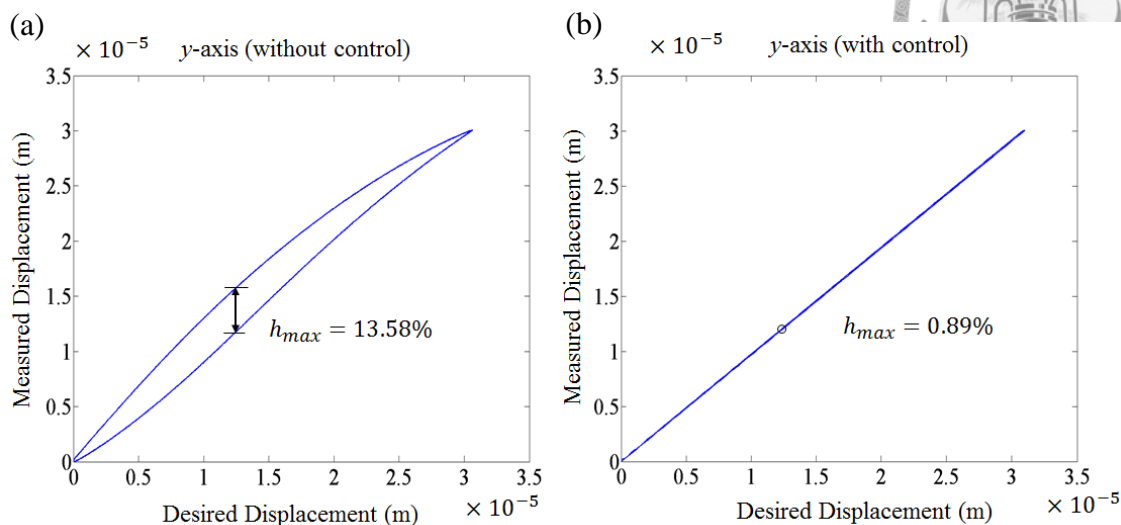 (a)
× 10⁻⁵ y-axis (without control)
3.5
3
2.5
2
1.5
1
0.5
0
Measured Displacement (m)
h_max = 13.58%
0 0.5 1 1.5 2 2.5 3 3.5
Desired Displacement (m) × 10⁻⁵
(b)
× 10⁻⁵ y-axis (with control)
3.5
3
2.5
2
1.5
1
0.5
0
Measured Displacement (m)
h_max = 0.89%
0 0.5 1 1.5 2 2.5 3 3.5
Desired Displacement (m) × 10⁻⁵